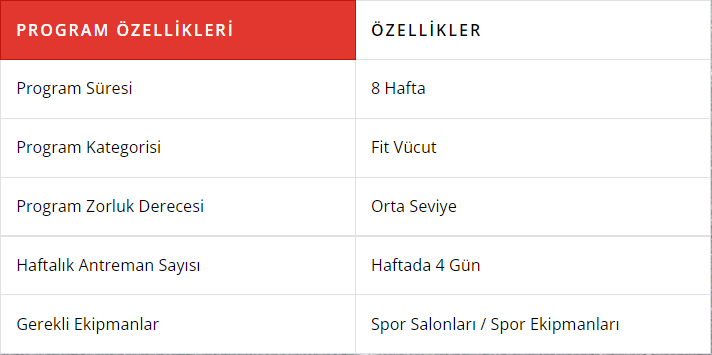 PROGRAM ÖZELLİKLERİ ÖZELLİKLER
Program Süresi 8 Hafta
Program Kategorisi Fit Vücut
Program Zorluk Derecesi Orta Seviye
Haftalık Antreman Sayısı Haftada 4 Gün
Gerekli Ekipmanlar Spor Salonları / Spor Ekipmanları